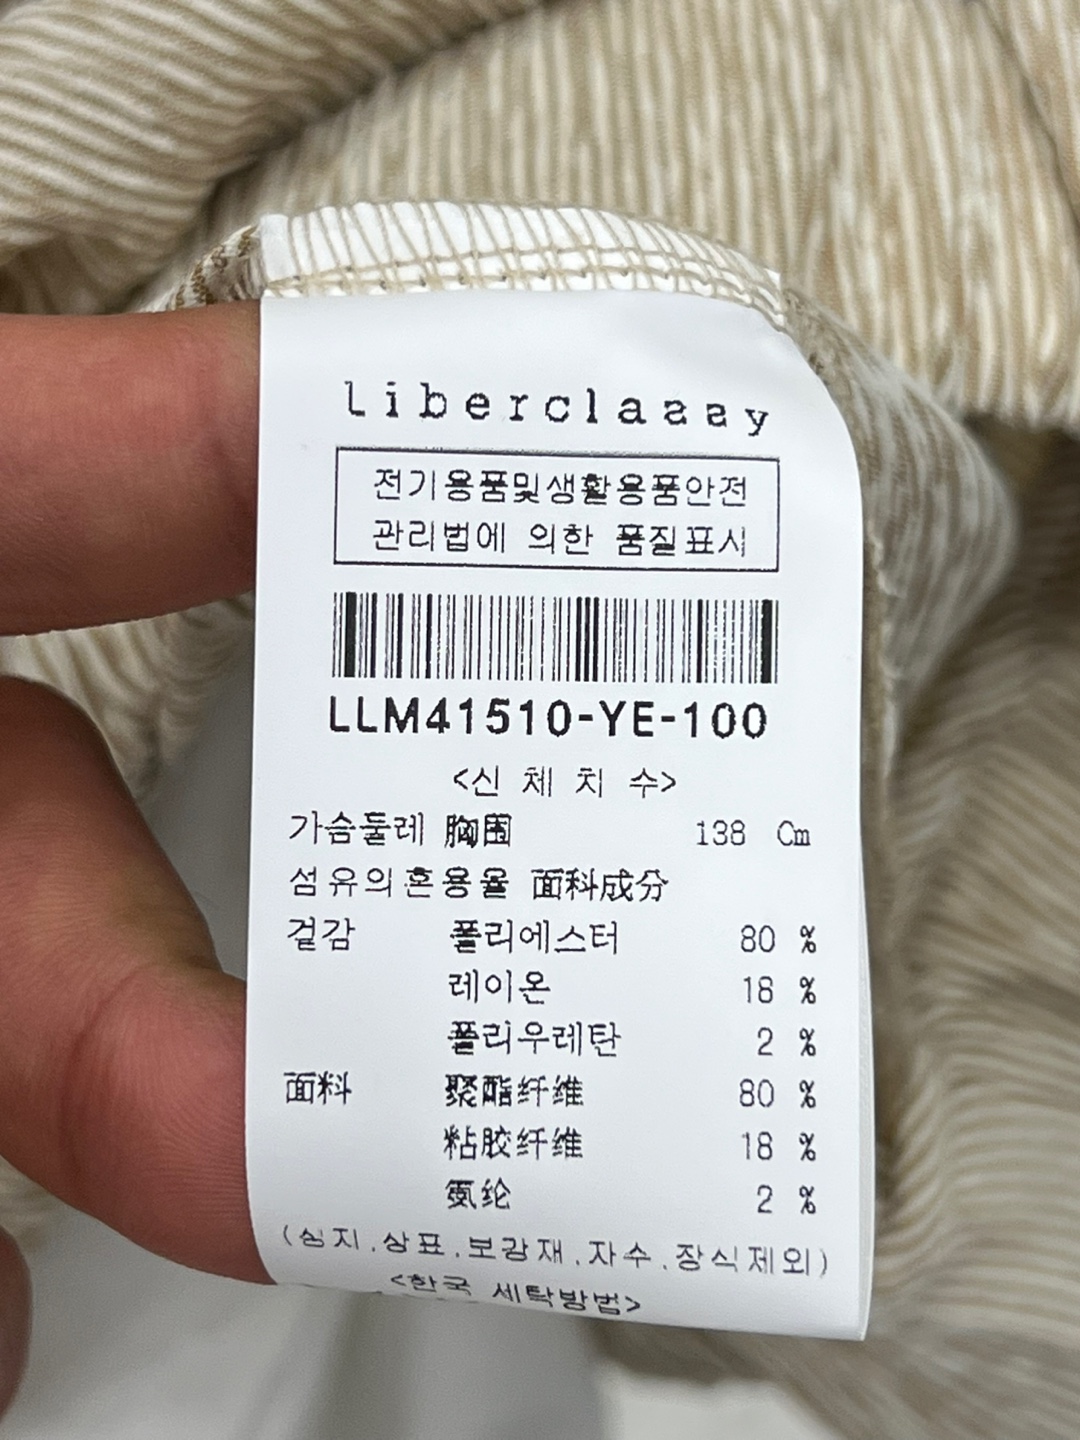 Liberclassy
전기용품및생활용품안전
관리법에 의한 품질표시
LLM41510-YE-100
<신 체 치 수>
가슴둘레 胸围 138 Cm
섬유의혼용율 面料成分
겉감 폴리에스터 80 %
레이온 18 %
폴리우레탄 2 %
面料 聚酯纤维 80 %
粘胶纤维 18 %
氨纶 2 %
(심지.상표.보강재.자수.장식제외)
<한국 세탁방법>